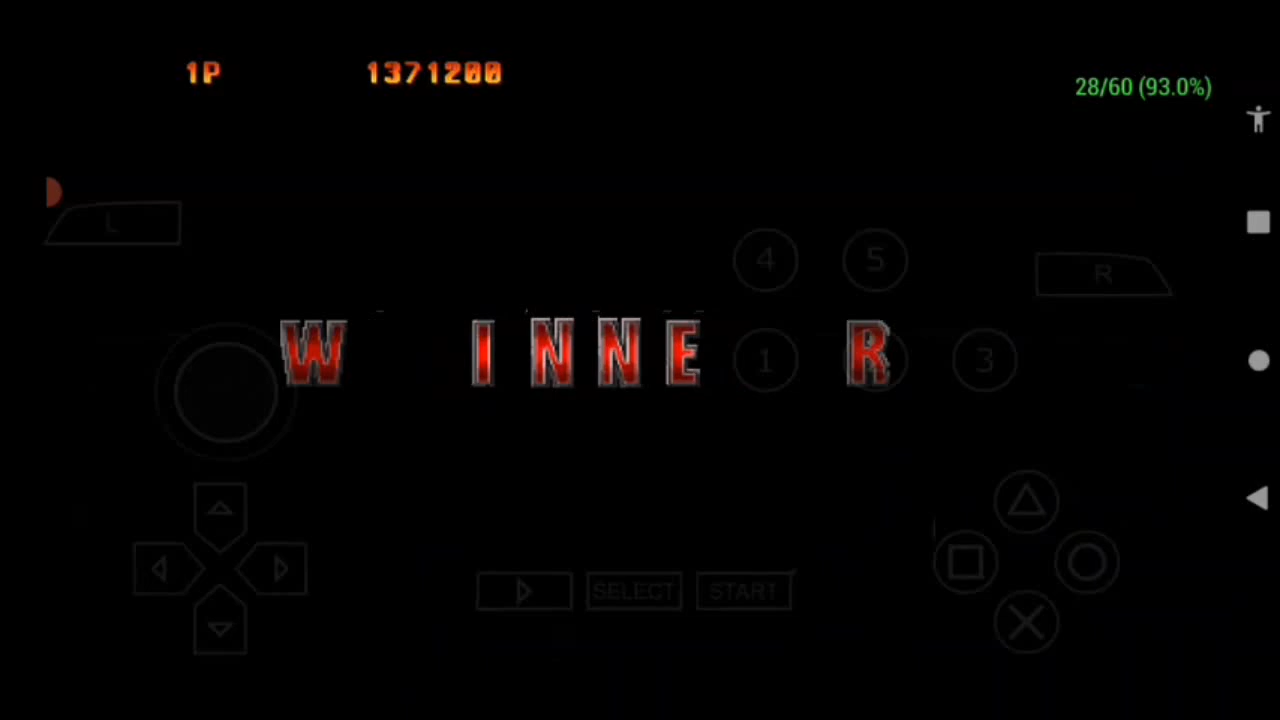 1P 1371200
28/60 (93.0%)
L
4 5
R
W INNE R
1 3
SELECT START